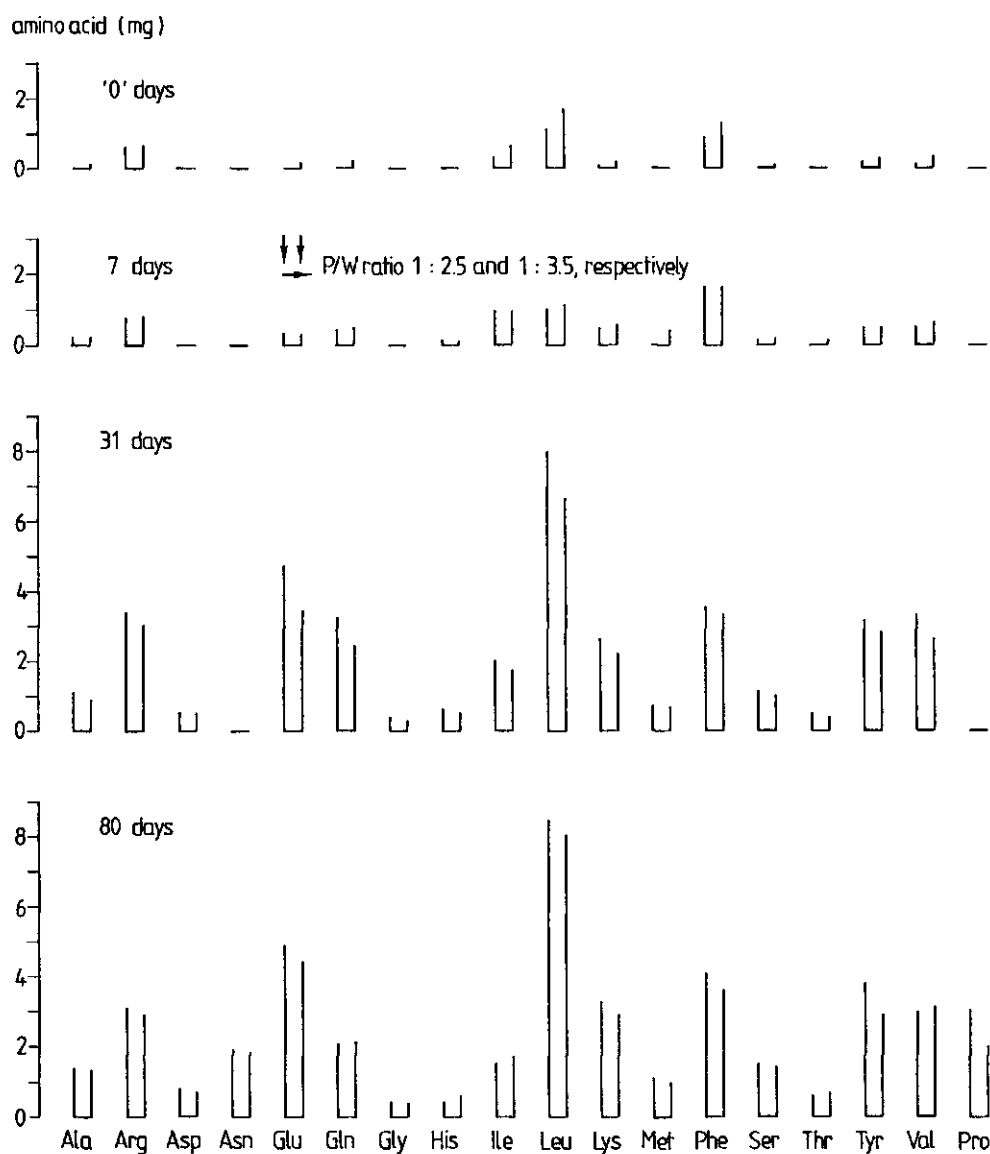 amino acid (mg)
'0' days
2
0
7 days
P/W ratio 1 : 2.5 and 1 : 3.5, respectively
2
0
31 days
8
6
4
2
0
80 days
8
6
4
2
0
Ala Arg Asp Asn Glu Gln Gly His Ile Leu Lys Met Phe Ser Thr Tyr Val Pro